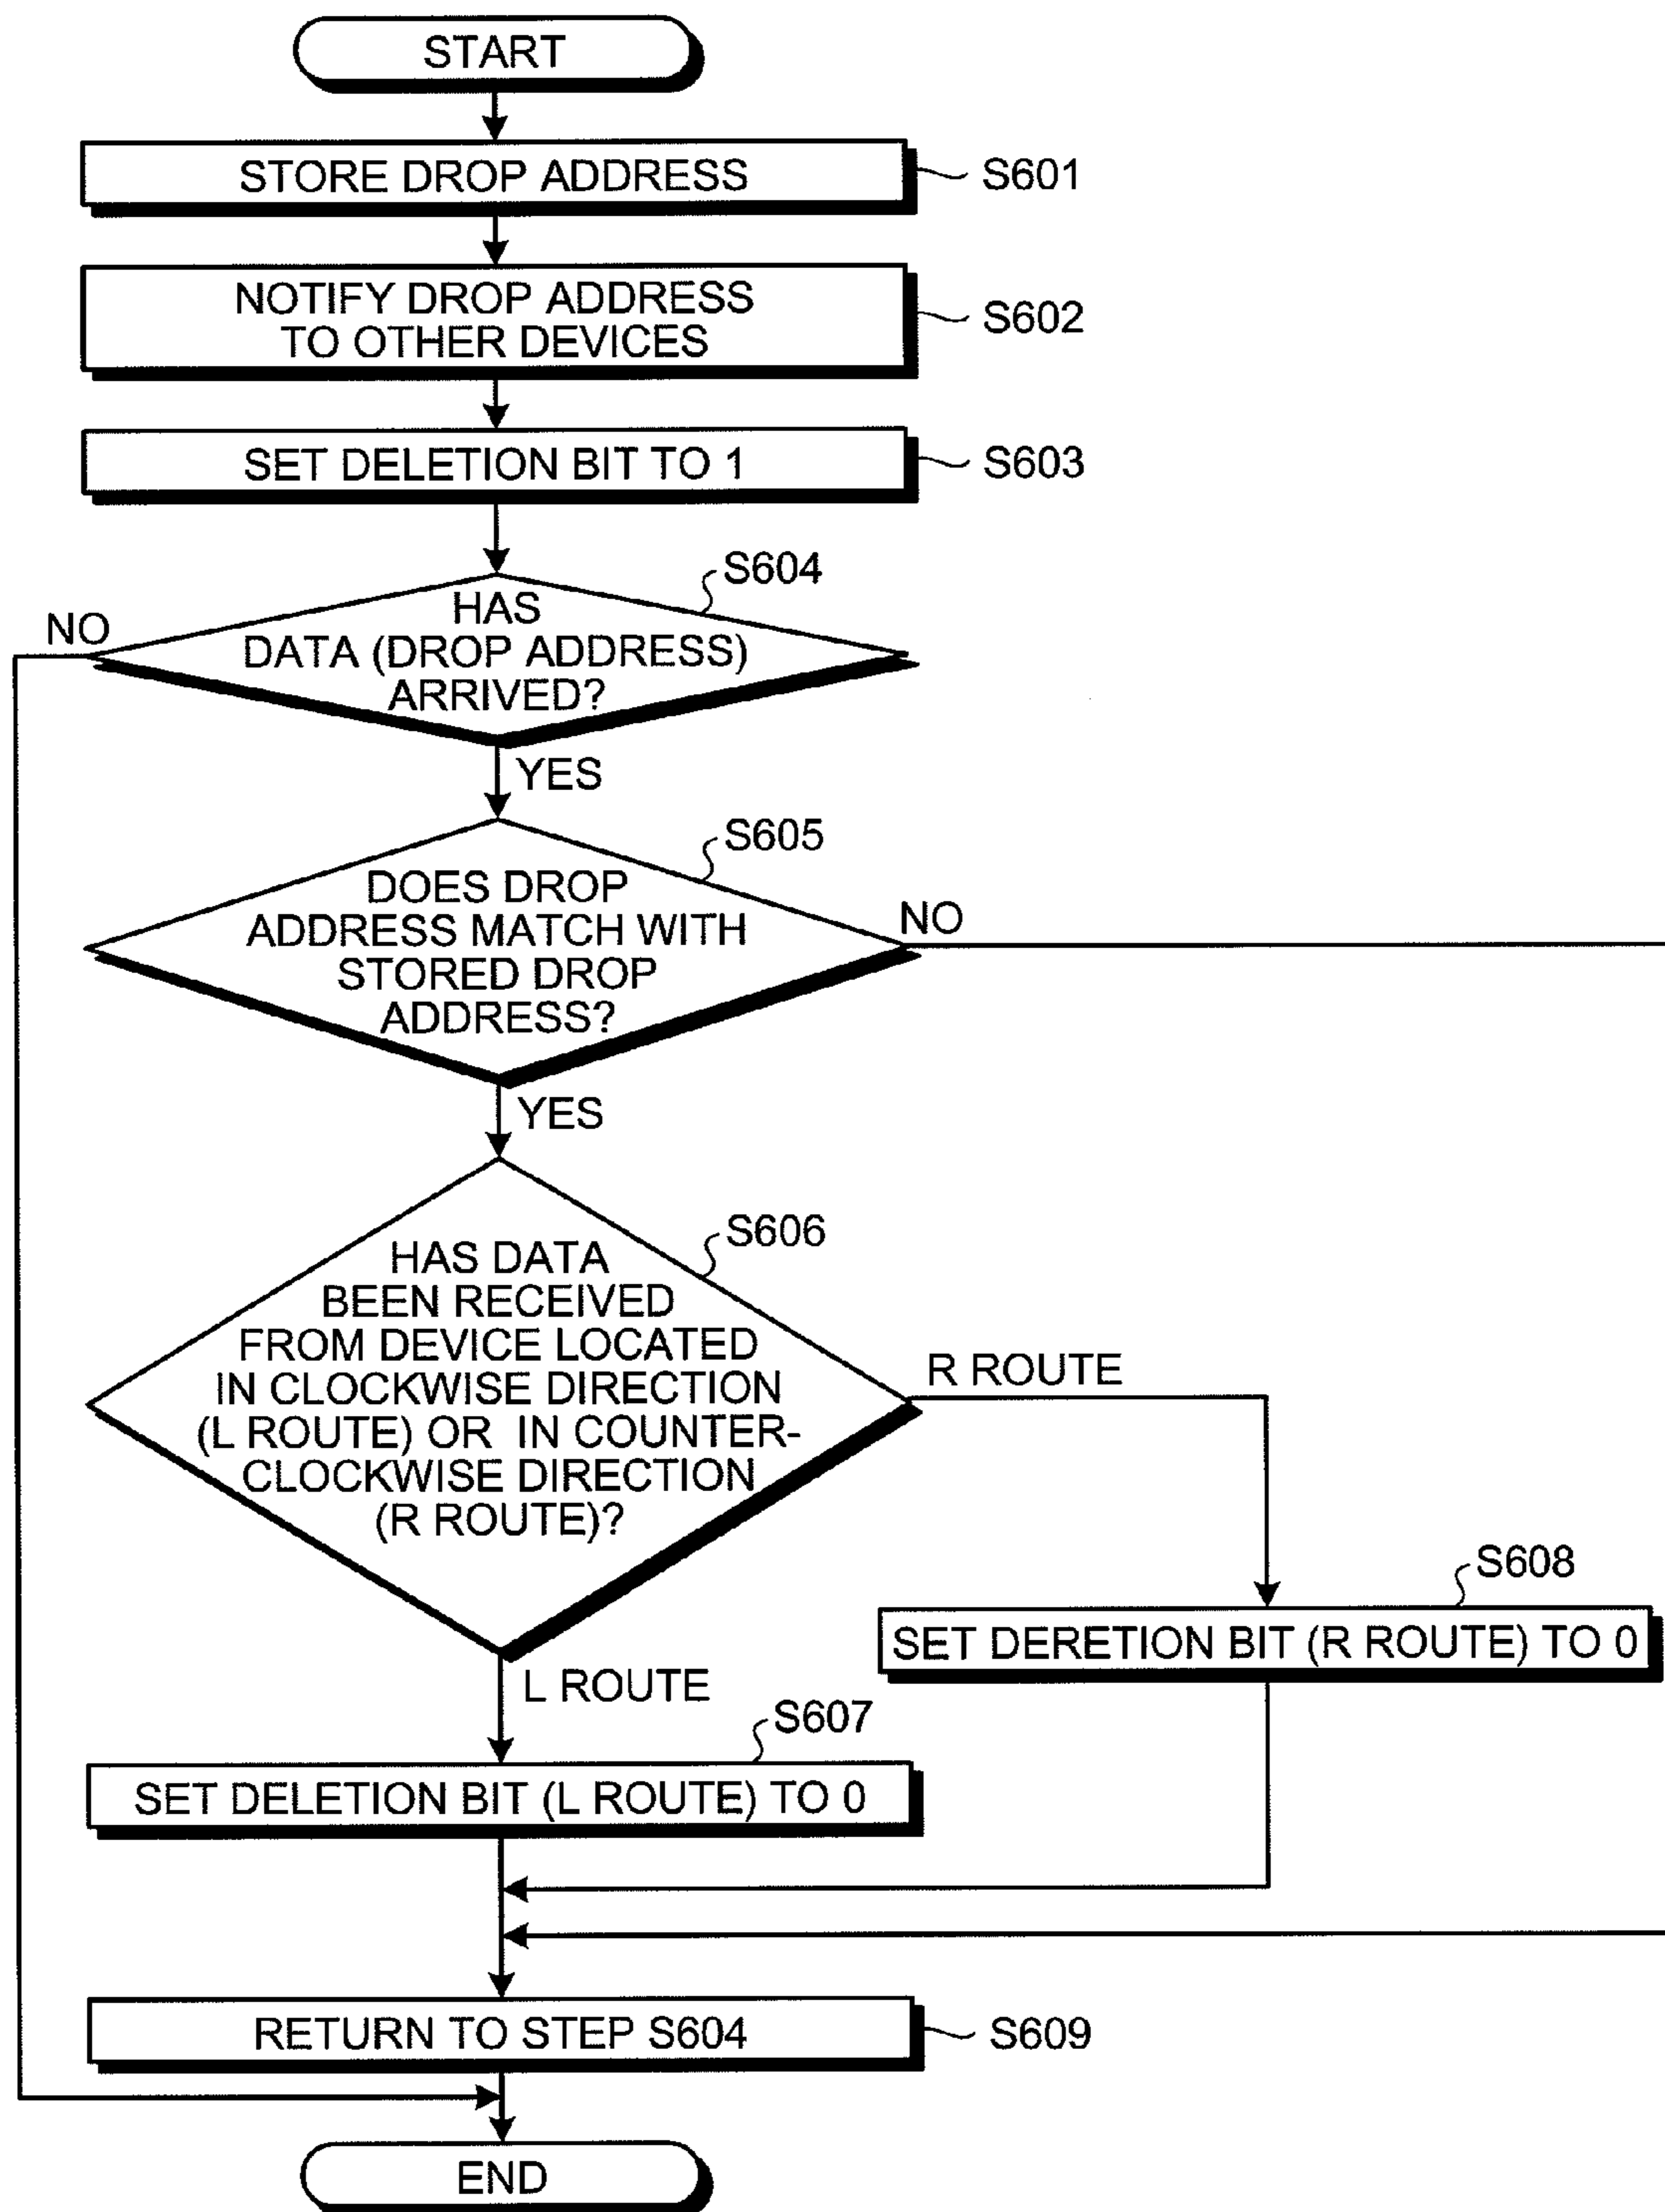 START
STORE DROP ADDRESS
S601
NOTIFY DROP ADDRESS
TO OTHER DEVICES
S602
SET DELETION BIT TO 1
S603
S604
NO
HAS
DATA (DROP ADDRESS)
ARRIVED?
YES
S605
DOES DROP
ADDRESS MATCH WITH
STORED DROP
ADDRESS?
NO
YES
S606
HAS DATA
BEEN RECEIVED
FROM DEVICE LOCATED
IN CLOCKWISE DIRECTION
(L ROUTE) OR IN COUNTER-
CLOCKWISE DIRECTION
(R ROUTE)?
R ROUTE
S608
SET DERETION BIT (R ROUTE) TO 0
L ROUTE
S607
SET DELETION BIT (L ROUTE) TO 0
RETURN TO STEP S604
S609
END